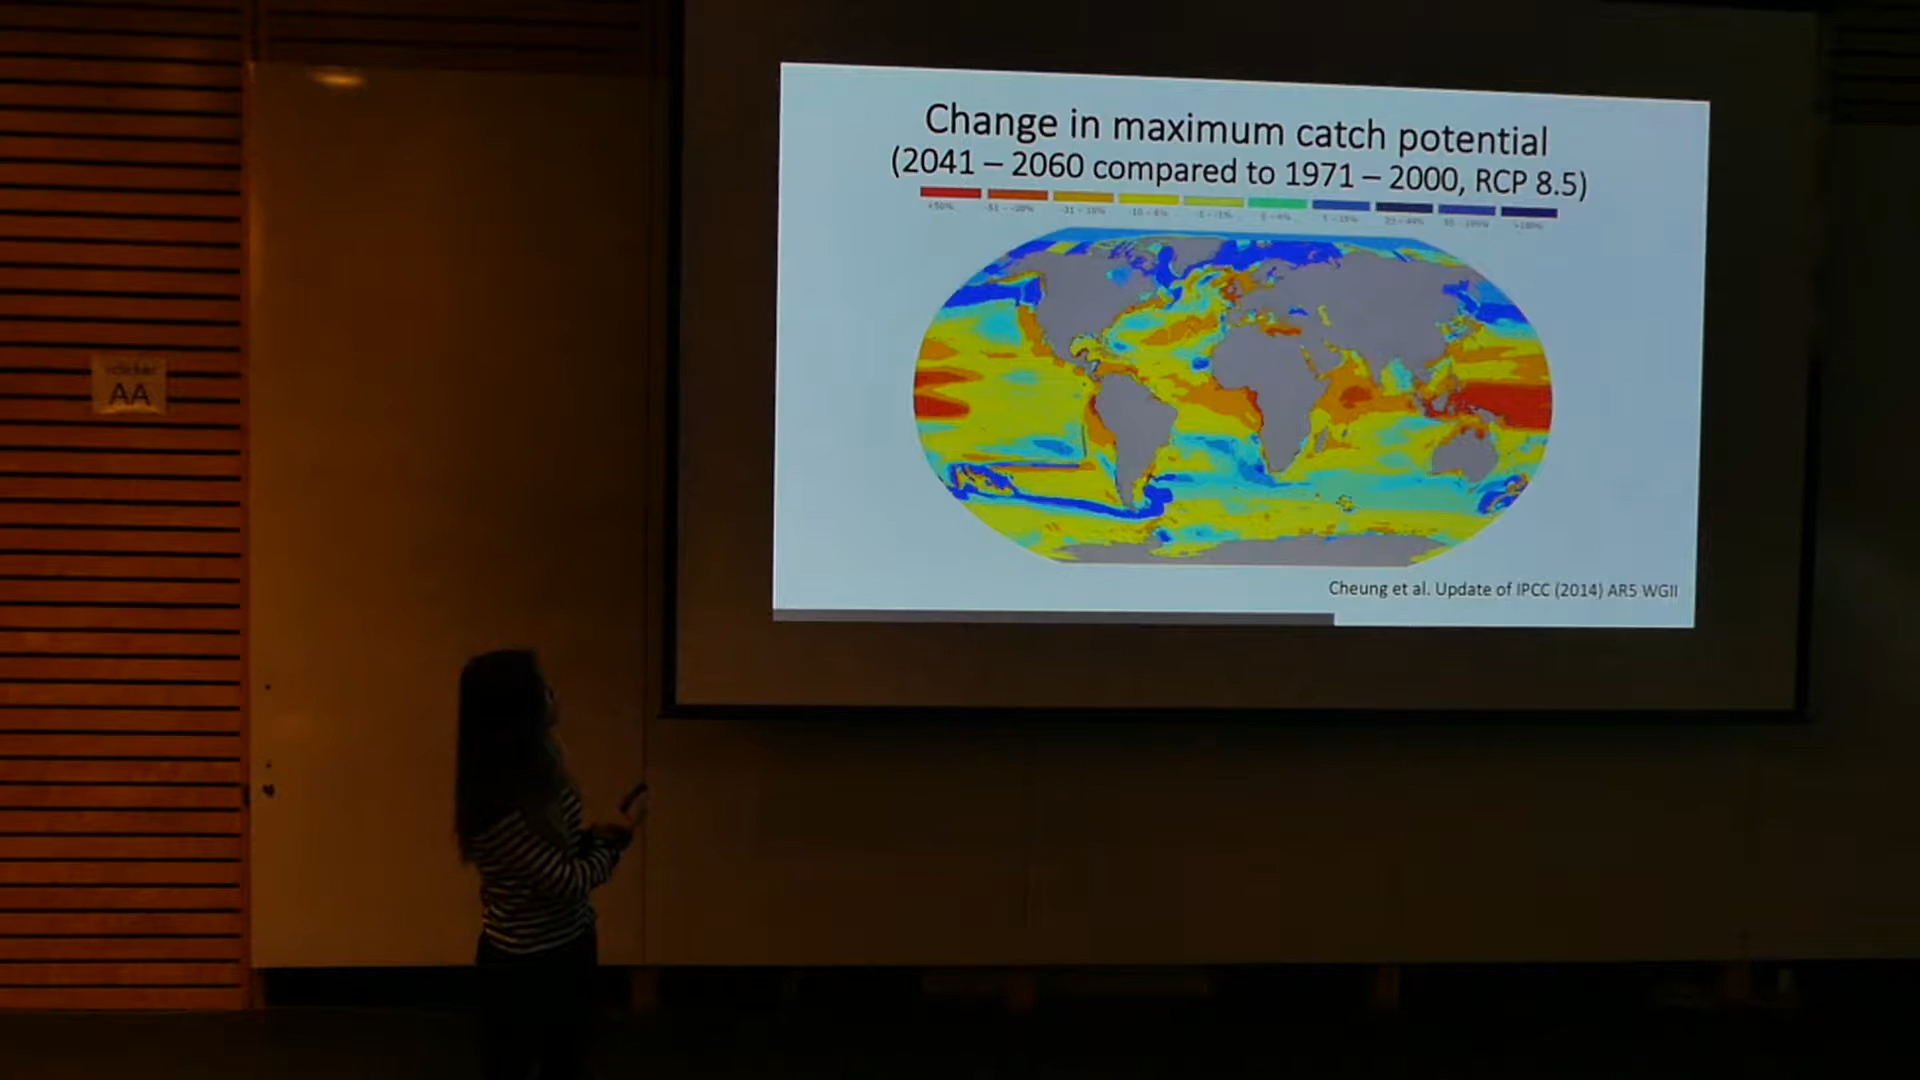 Change in maximum catch potential
(2041 – 2060 compared to 1971 – 2000, RCP 8.5)
AA
Cheung et al. Update of IPCC (2014) AR5 WGII